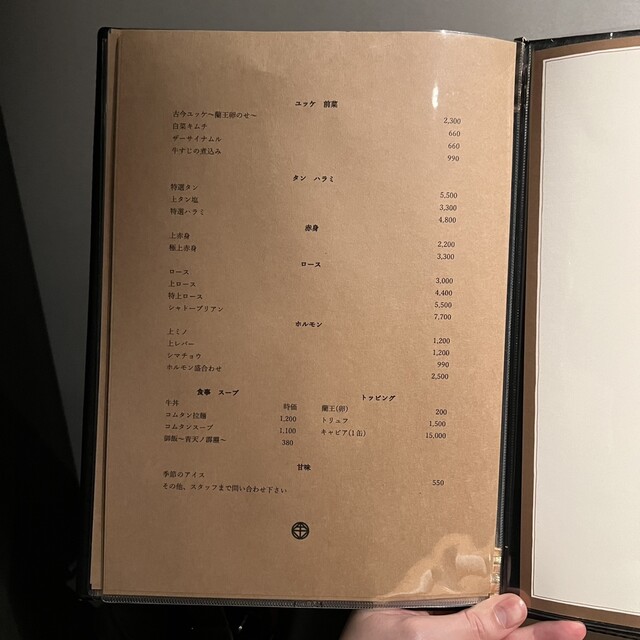 ユッケ 前菜
古今ユッケ～蘭王卵のせ～ 2,300
白菜キムチ 660
ザーサイナムル 660
牛すじの煮込み 990
タン ハラミ
特選タン 5,500
上タン塩 3,300
特選ハラミ 4,800
赤身
上赤身 2,200
極上赤身 3,300
ロース
ロース 3,000
上ロース 4,400
特上ロース 5,500
シャトーブリアン 7,700
ホルモン
上ミノ 1,200
上レバー 1,200
シマチョウ 990
ホルモン盛合わせ 2,500
食事 スープ
牛丼 特価
コムタン拉麺 1,200
コムタンスープ 1,100
御飯～青天ノ霹靂～ 380
トッピング
蘭王(卵) 200
トリュフ 1,500
キャビア(1缶) 15,000
甘味
季節のアイス 550
その他、スタッフまで問い合わせ下さい